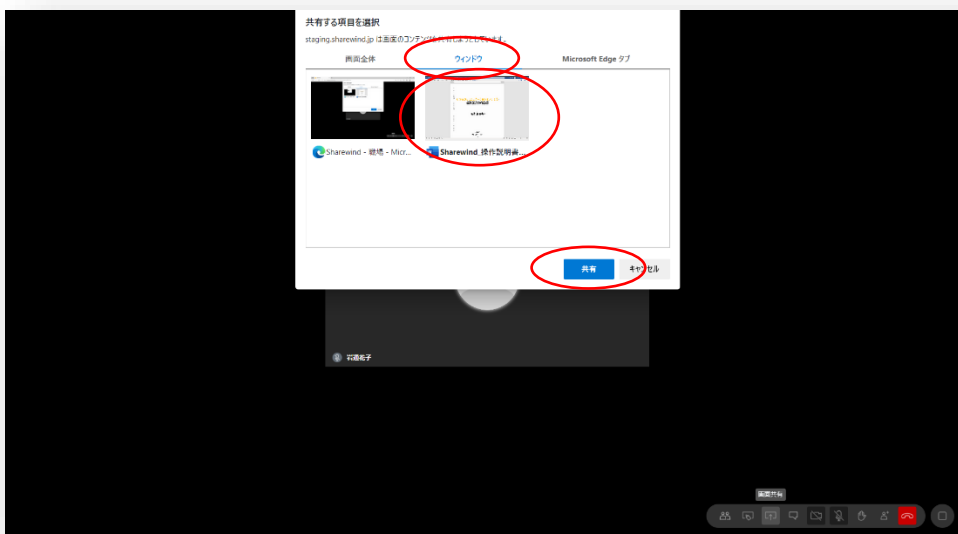 共有する項目を選択
staging.sharewind.jp は画面のコンテンツを共有しようとしています。
画面全体
ウィンドウ
Microsoft Edge タブ
Sharewind - 職場 - Micr...
Sharewind_操作説明書...
共有
キャンセル
画面共有